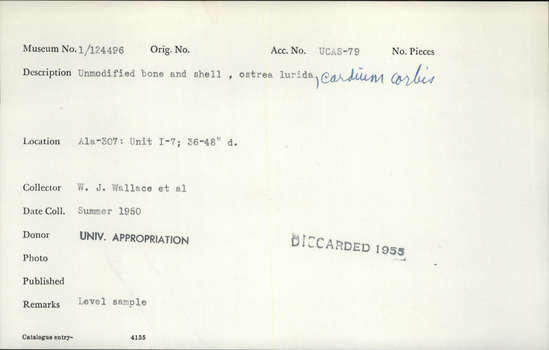 Museum No. 1/124496 Orig. No. Acc. No. UCAS-79 No. Pieces
Description Unmodified bone and shell , ostrea lurida, Cardium corbis
Location Ala-307: Unit I-7; 36-48" d.
Collector W. J. Wallace et al
Date Coll. Summer 1950
Donor UNIV. APPROPRIATION
DISCARDED 1955
Photo
Published
Remarks Level sample
Catalogue entry- 4135